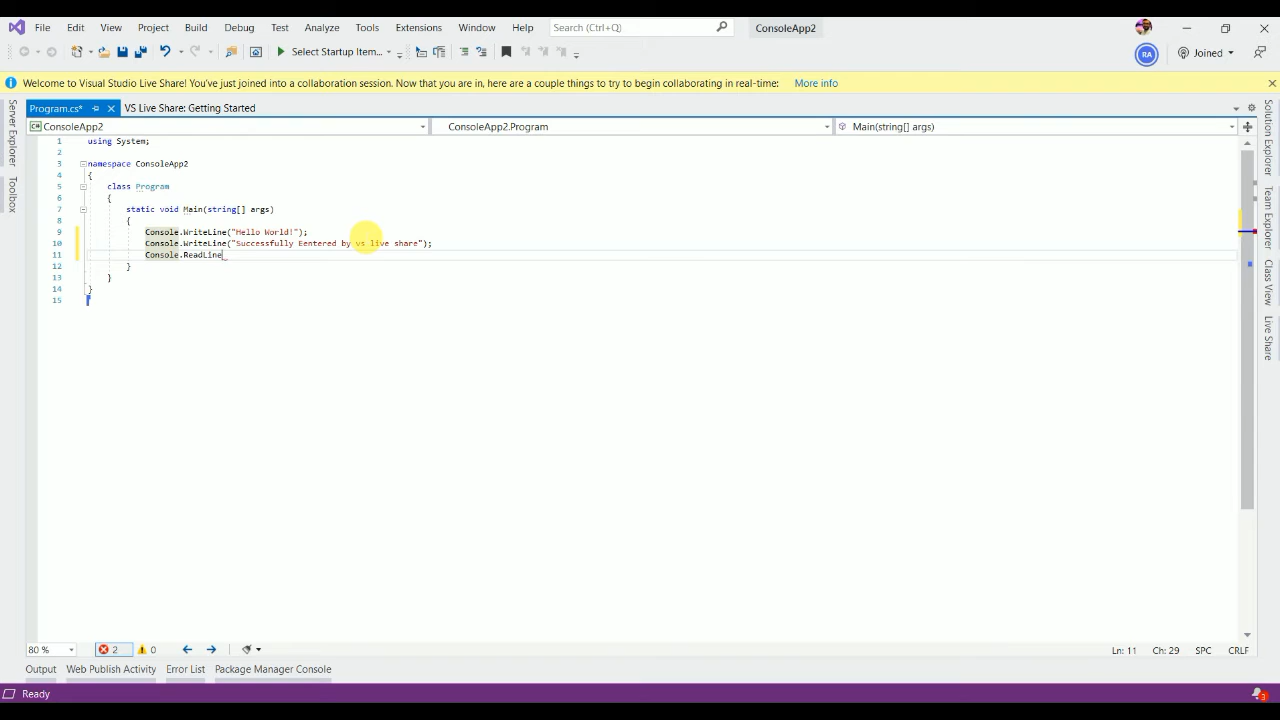 File Edit View Project Build Debug Test Analyze Tools Extensions Window Help Search (Ctrl+Q) ConsoleApp2
Select Startup Item... RA Joined
Welcome to Visual Studio Live Share! You've just joined into a collaboration session. Now that you are in, here are a couple things to try to begin collaborating in real-time: More info
Program.cs* VS Live Share: Getting Started
ConsoleApp2 ConsoleApp2.Program Main(string[] args)
Server Explorer
Toolbox
1 using System;
2
3 namespace ConsoleApp2
4 {
5 class Program
6 {
7 static void Main(string[] args)
8 {
9 Console.WriteLine("Hello World!");
10 Console.WriteLine("Successfully Eentered by vs live share");
11 Console.ReadLine
12 }
13 }
14 }
15
Solution Explorer
Team Explorer
Class View
Live Share
80 % 2 0 Ln: 11 Ch: 29 SPC CRLF
Output Web Publish Activity Error List Package Manager Console
Ready 3